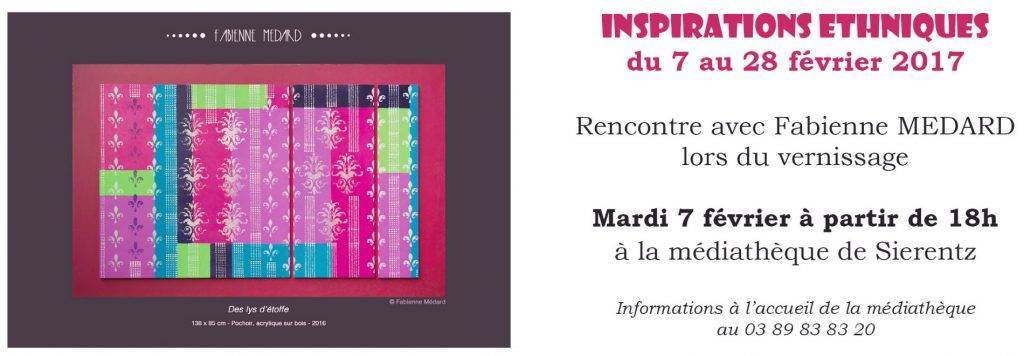 FABIENNE MEDARD
© Fabienne Médard
Des lys d'étoffe
138 x 85 cm - Pochoir, acrylique sur bois - 2016
INSPIRATIONS ETHNIQUES
du 7 au 28 février 2017
Rencontre avec Fabienne MEDARD
lors du vernissage
Mardi 7 février à partir de 18h
à la médiathèque de Sierentz
Informations à l'accueil de la médiathèque
au 03 89 83 83 20